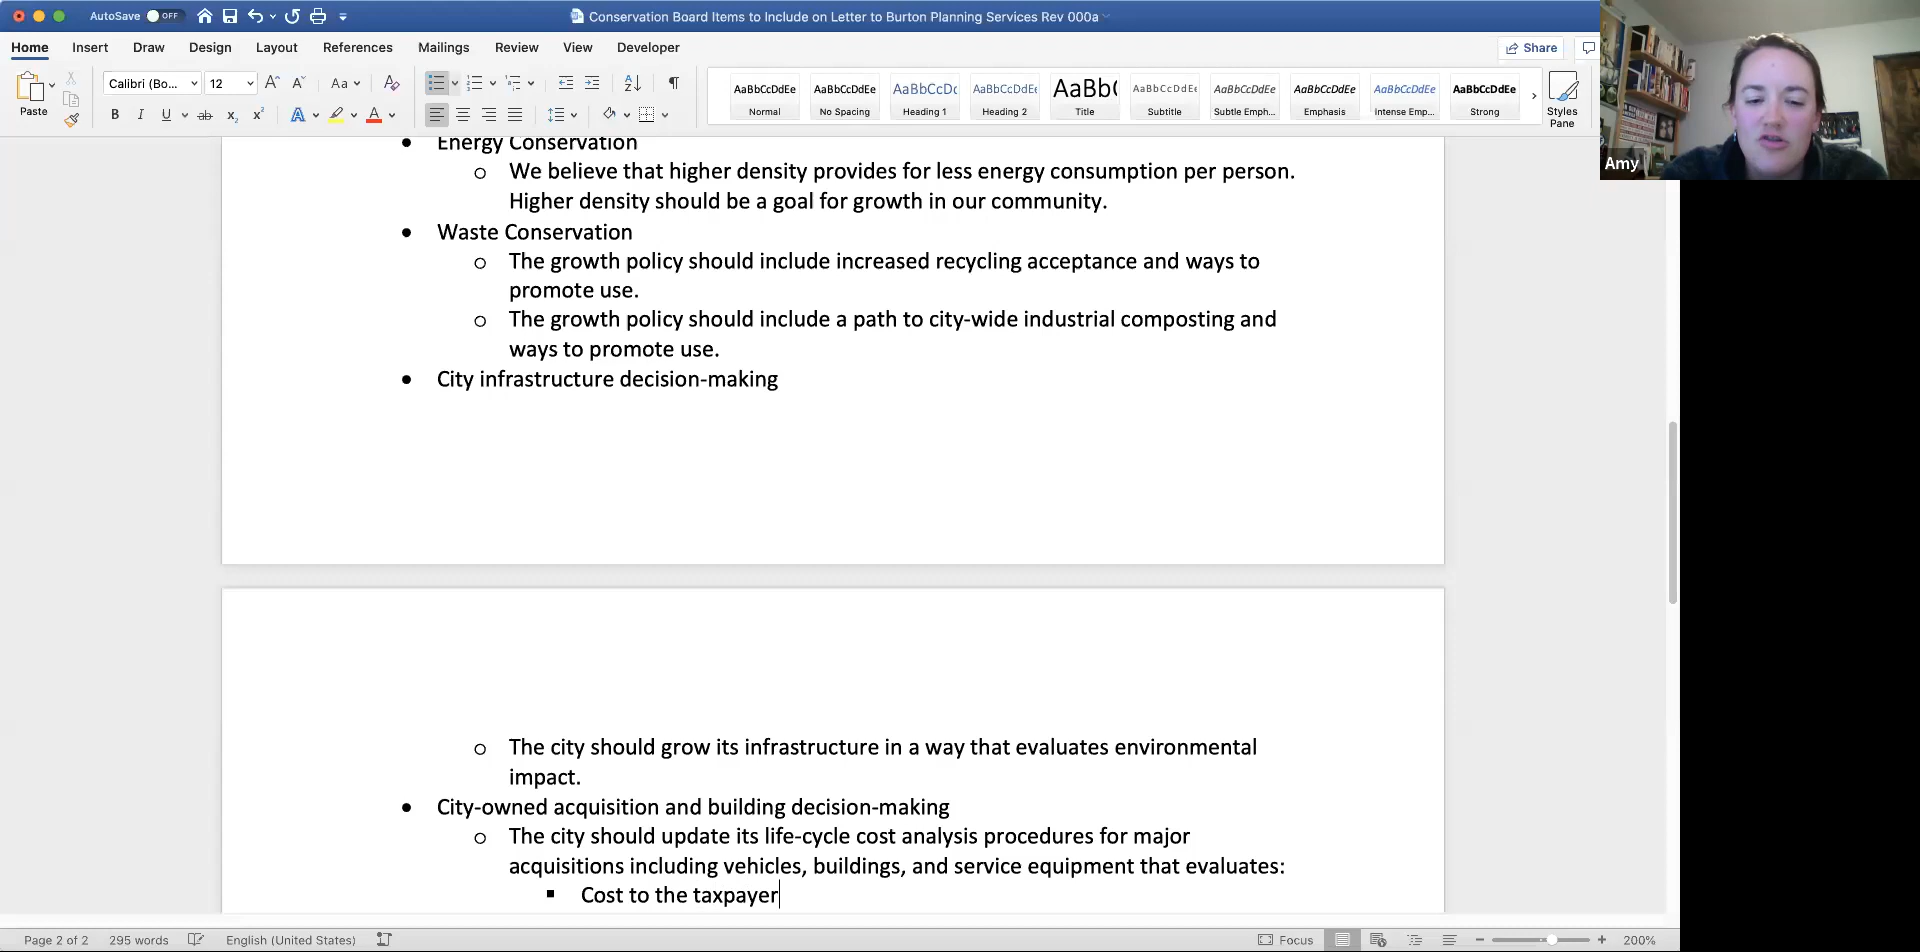 AutoSave OFF
Conservation Board Items to Include on Letter to Burton Planning Services Rev 000a
Home Insert Draw Design Layout References Mailings Review View Developer Share
Paste
Calibri (Bo... 12 Aa
B I U ab x₂ x²
AaBbCcDdEe AaBbCcDdEe AaBbCcDc AaBbCcDdEe AaBb( AaBbCcDdEe AaBbCcDdEe AaBbCcDdEe AaBbCcDdEe AaBbCcDdEe
Normal No Spacing Heading 1 Heading 2 Title Subtitle Subtle Emph... Emphasis Intense Emp... Strong
Styles
Pane
Amy
• Energy Conservation
o We believe that higher density provides for less energy consumption per person.
Higher density should be a goal for growth in our community.
• Waste Conservation
o The growth policy should include increased recycling acceptance and ways to
promote use.
o The growth policy should include a path to city-wide industrial composting and
ways to promote use.
• City infrastructure decision-making
o The city should grow its infrastructure in a way that evaluates environmental
impact.
• City-owned acquisition and building decision-making
o The city should update its life-cycle cost analysis procedures for major
acquisitions including vehicles, buildings, and service equipment that evaluates:
▪ Cost to the taxpayer
Page 2 of 2 295 words English (United States) Focus 200%